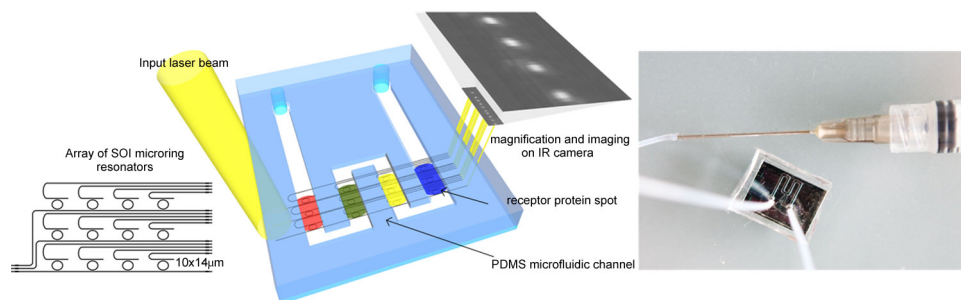 Input laser beam
Array of SOI microring
resonators
10x14μm
magnification and imaging
on IR camera
receptor protein spot
PDMS microfluidic channel